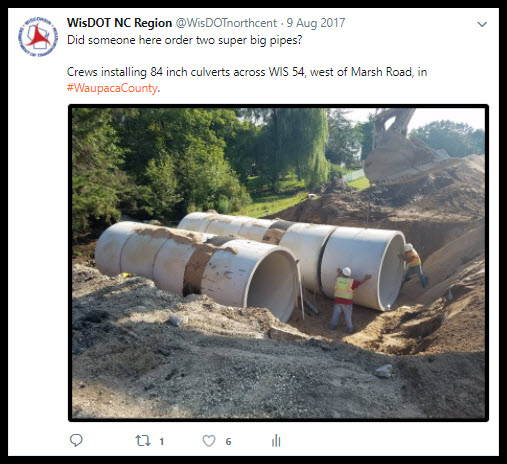 WisDOT NC Region @WisDOTnorthcent · 9 Aug 2017
Did someone here order two super big pipes?
Crews installing 84 inch culverts across WIS 54, west of Marsh Road, in
#WaupacaCounty.
1 6